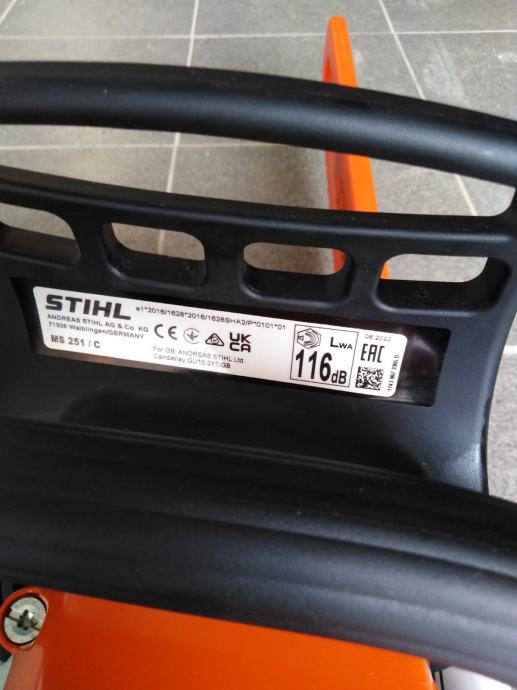 STIHL
e1*2016/1628*2016/1628SHA2/P*0101*01
ANDREAS STIHL AG & Co. KG
71336 Waiblingen/GERMANY
MS 251 / C
CE
UK
CA
For GB: ANDREAS STIHL Ltd.
Camberley GU15 3YT/GB
LWA
116dB
06.2022
EAC